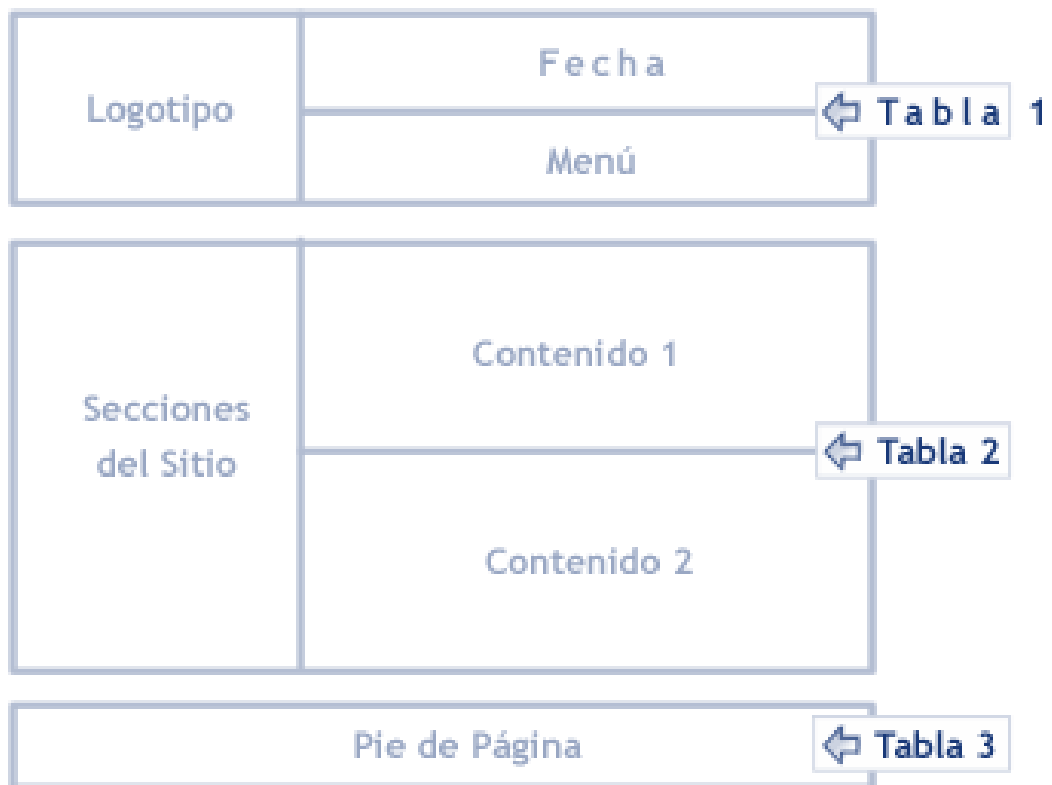 Fecha
Logotipo
Tabla 1
Menú
Contenido 1
Secciones
del Sitio
Tabla 2
Contenido 2
Pie de Página
Tabla 3